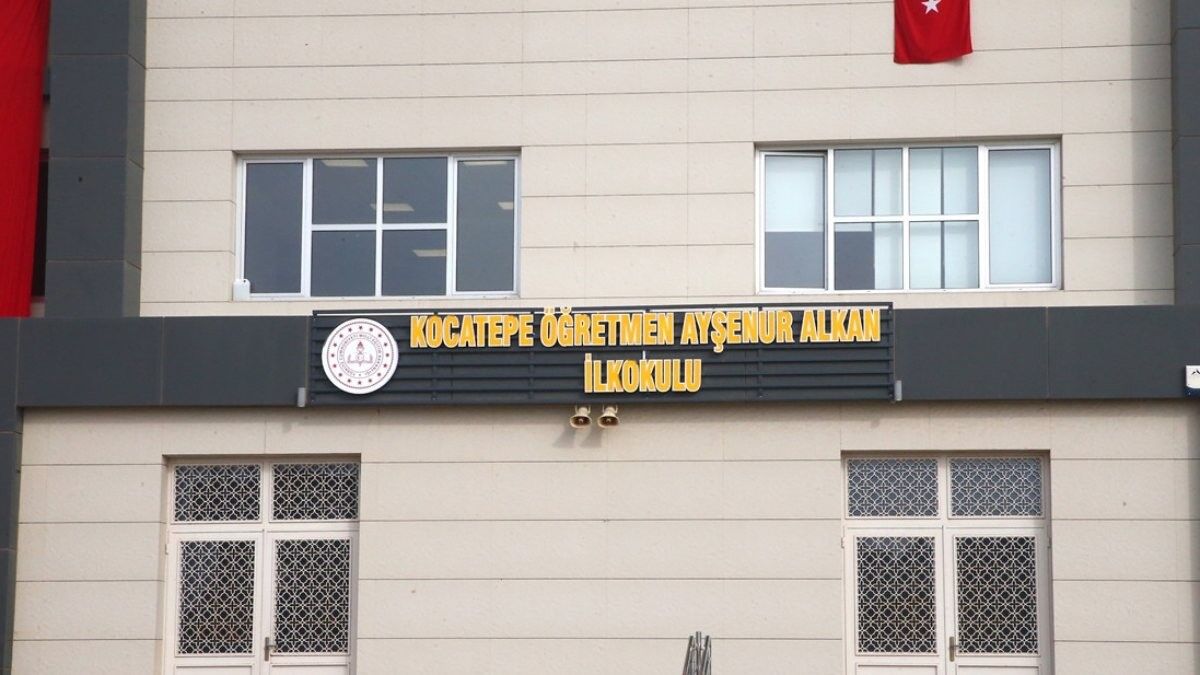 KOCATEPE ÖĞRETMEN AYŞENUR ALKAN
İLKOKULU